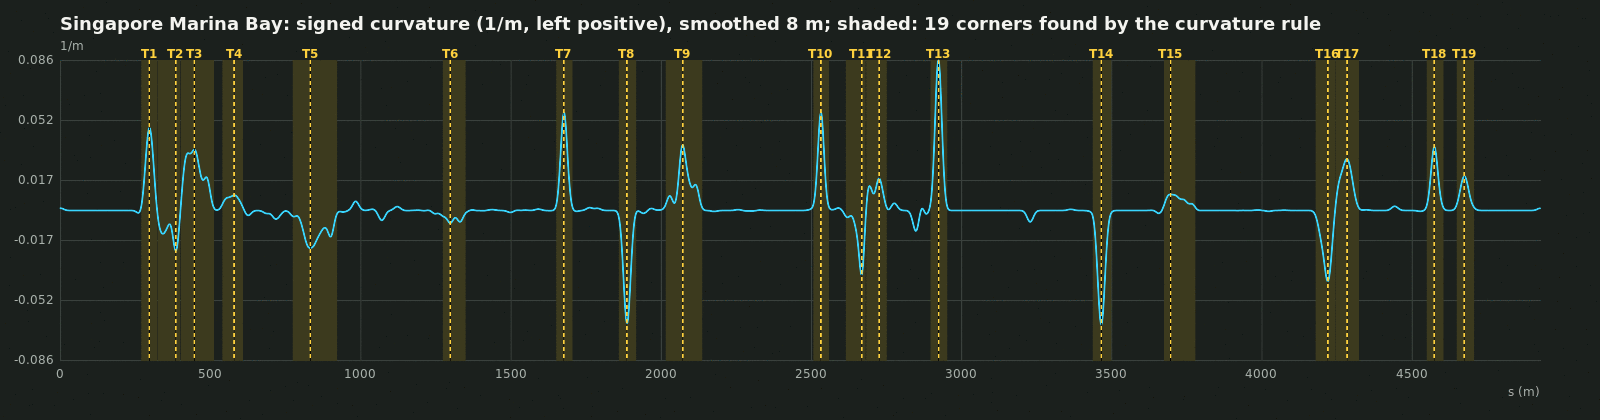 Singapore Marina Bay: signed curvature (1/m, left positive), smoothed 8 m; shaded: 19 corners found by the curvature rule
1/m
T1 T2 T3 T4 T5 T6 T7 T8 T9 T10 T11 T12 T13 T14 T15 T16 T17 T18 T19
0.086
0.052
0.017
-0.017
-0.052
-0.086
0 500 1000 1500 2000 2500 3000 3500 4000 4500
s (m)